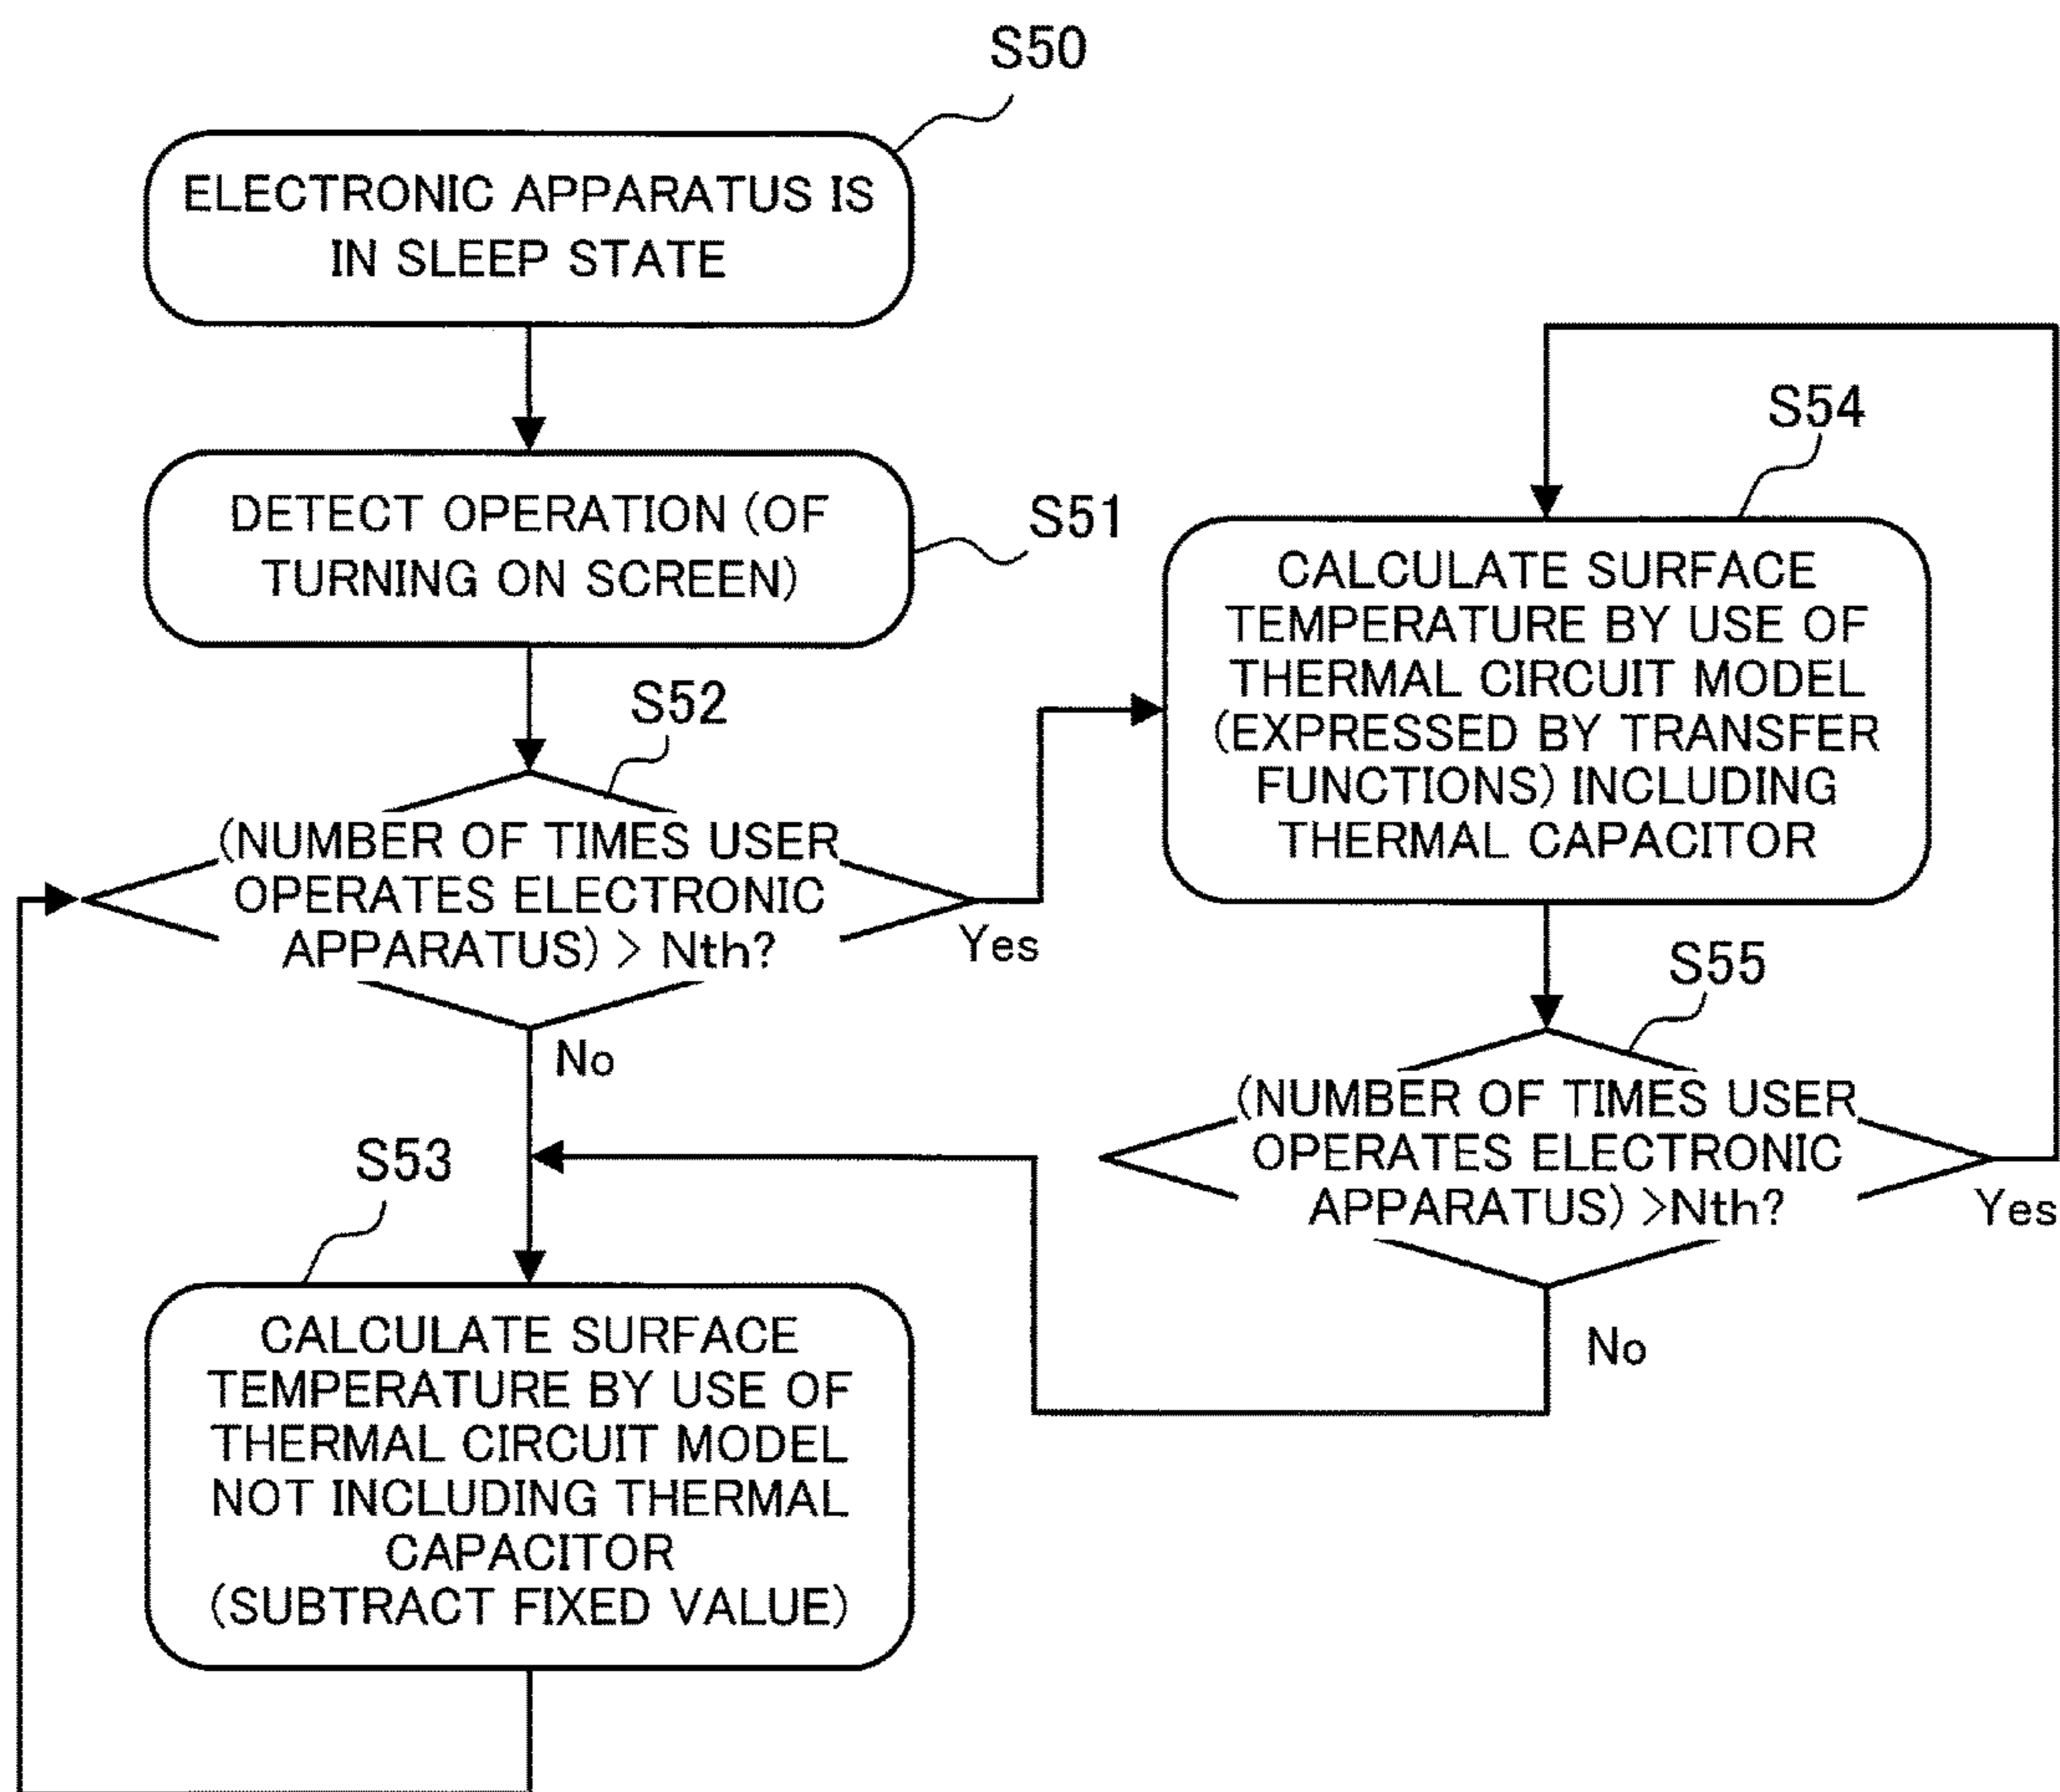 S50
ELECTRONIC APPARATUS IS
IN SLEEP STATE
DETECT OPERATION (OF
TURNING ON SCREEN)
S51
S52
(NUMBER OF TIMES USER
OPERATES ELECTRONIC
APPARATUS) > Nth?
Yes
No
S53
CALCULATE SURFACE
TEMPERATURE BY USE OF
THERMAL CIRCUIT MODEL
NOT INCLUDING THERMAL
CAPACITOR
(SUBTRACT FIXED VALUE)
S54
CALCULATE SURFACE
TEMPERATURE BY USE OF
THERMAL CIRCUIT MODEL
(EXPRESSED BY TRANSFER
FUNCTIONS) INCLUDING
THERMAL CAPACITOR
S55
(NUMBER OF TIMES USER
OPERATES ELECTRONIC
APPARATUS) >Nth?
Yes
No